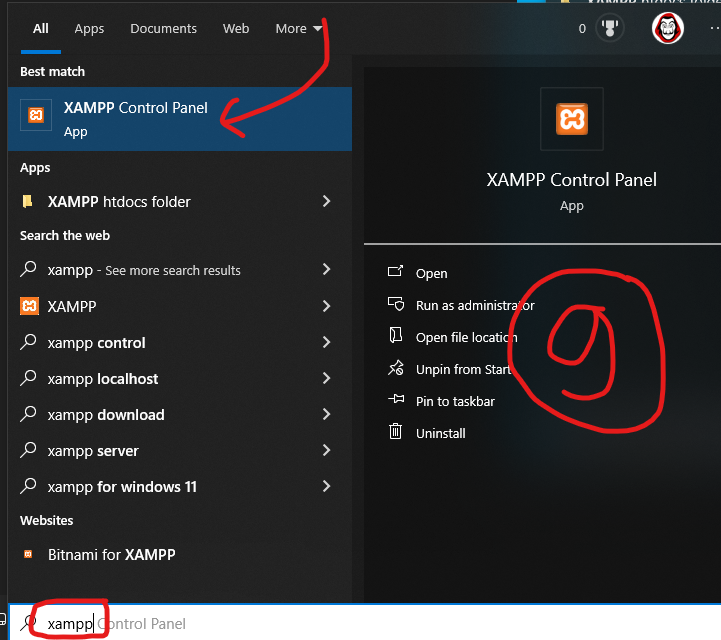 All Apps Documents Web More 0
Best match
XAMPP Control Panel
App
Apps
XAMPP htdocs folder
Search the web
xampp - See more search results
XAMPP
xampp control
xampp localhost
xampp download
xampp server
xampp for windows 11
Websites
Bitnami for XAMPP
xampp Control Panel
XAMPP Control Panel
App
Open
Run as administrator
Open file location
Unpin from Start
Pin to taskbar
Uninstall
9